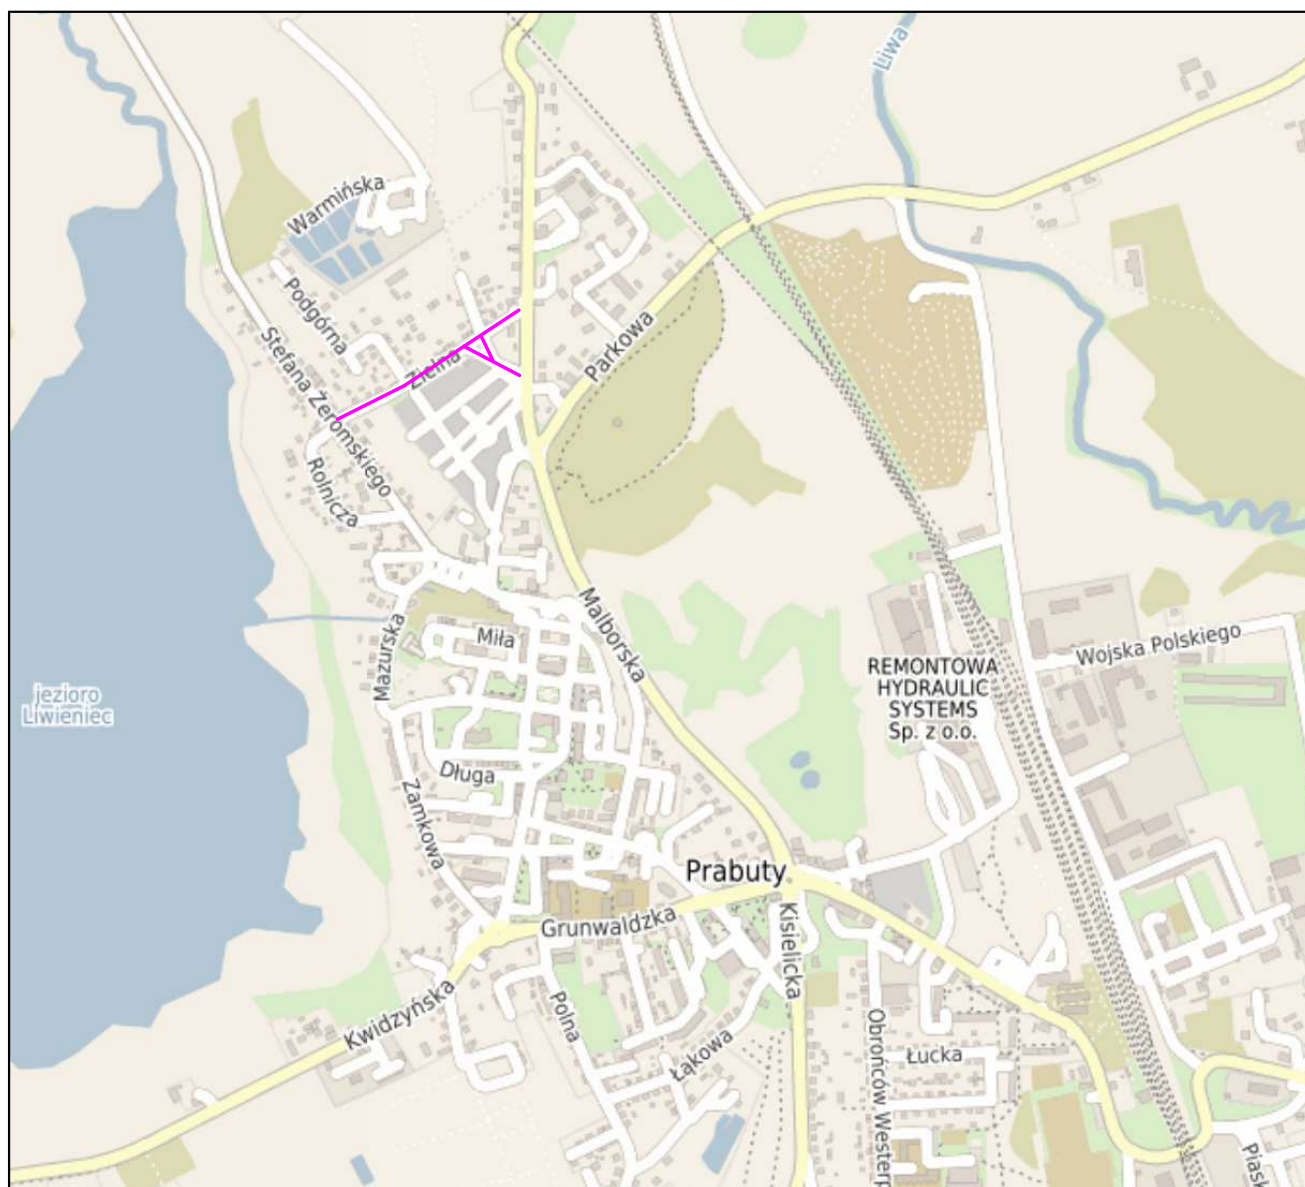 Liwa
Warmińska
Podgórna
Stefana Żeromskiego
Zielna
Parkowa
Rolnicza
Malborska
Miła
Mazurska
Wojska Polskiego
REMONTOWA
HYDRAULIC
SYSTEMS
Sp. z o.o.
jezioro
Liwieniec
Długa
Zamkowa
Prabuty
Grunwaldzka
Kisielicka
Kwidzyńska
Polna
Łąkowa
Obrońców Westerp
Łucka
Piask